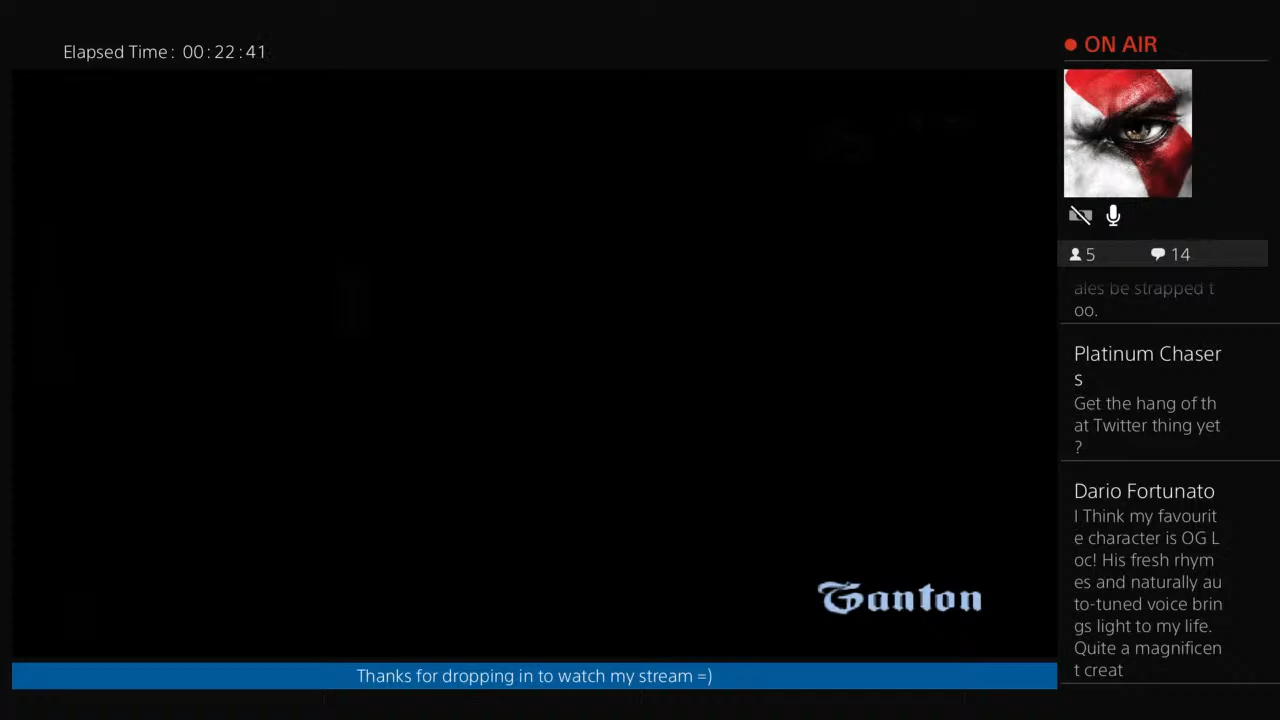 Elapsed Time: 00:22:41
ON AIR
5 14
ales be strapped t
oo.
Platinum Chaser
s
Get the hang of th
at Twitter thing yet
?
Dario Fortunato
I Think my favourit
e character is OG L
oc! His fresh rhym
es and naturally au
to-tuned voice brin
gs light to my life.
Quite a magnificen
t creat
Ganton
Thanks for dropping in to watch my stream =)